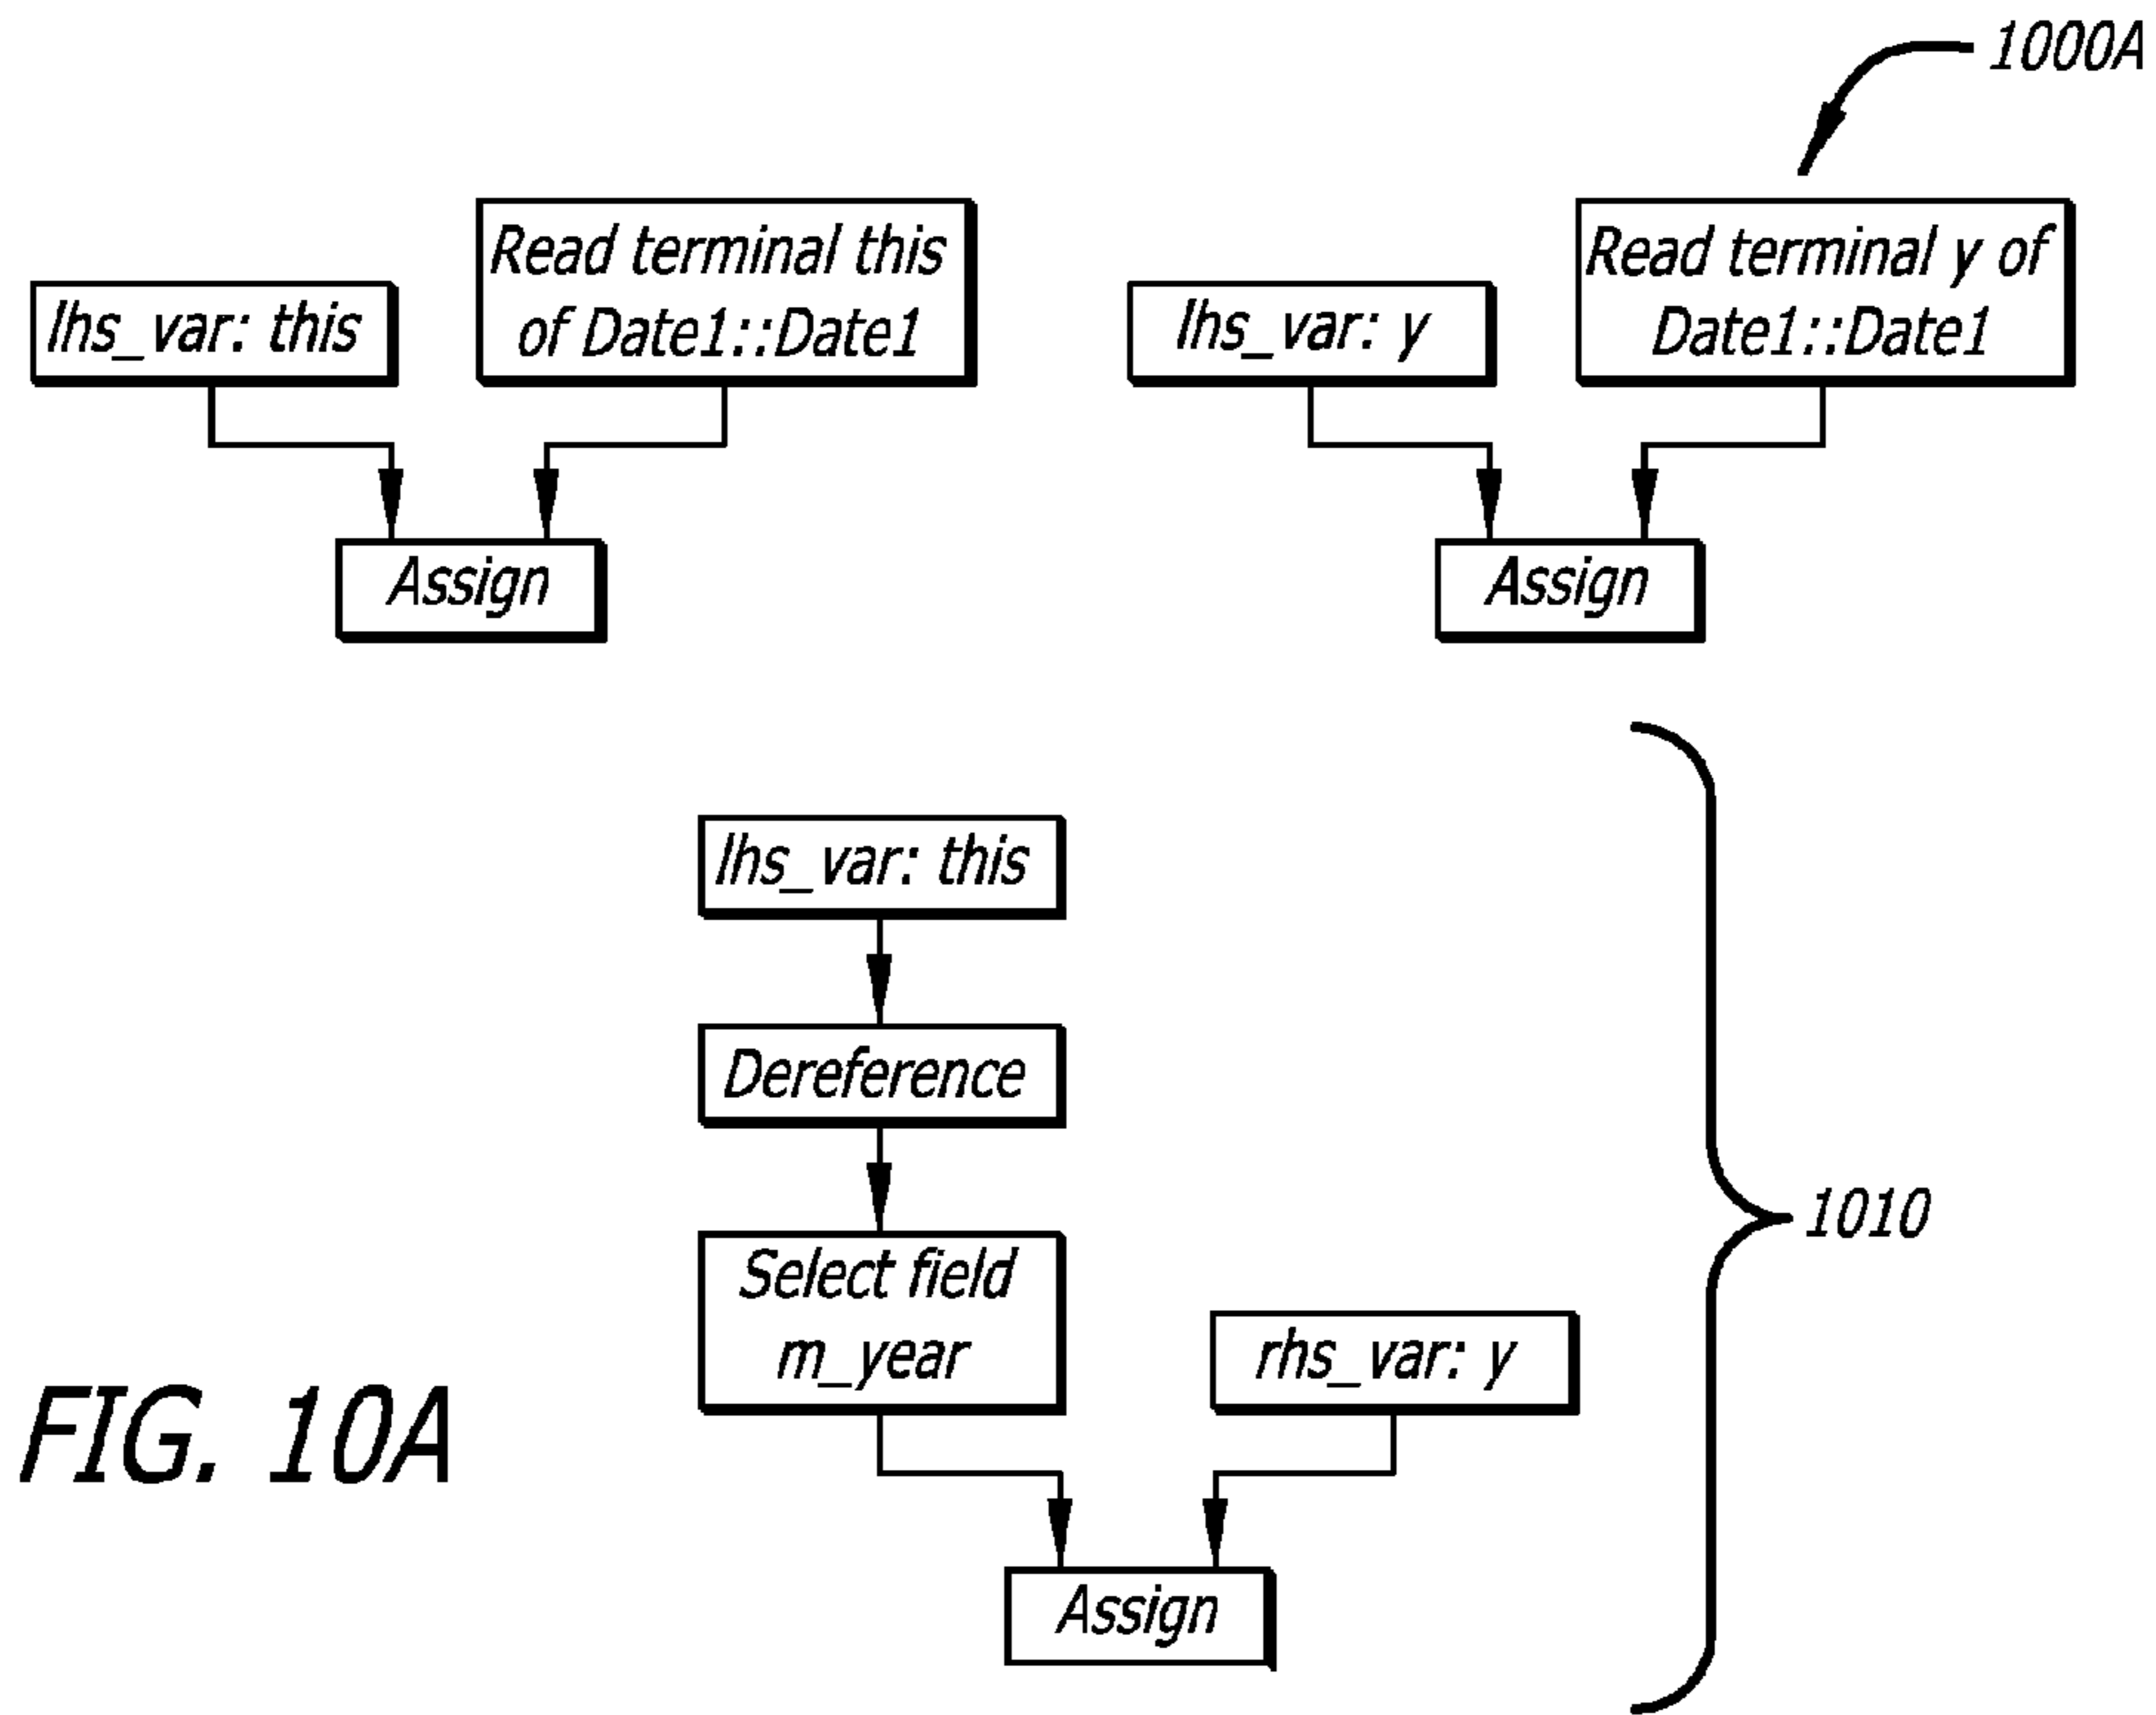 1000A
Read terminal this
of Date1::Date1
lhs_var: this
Read terminal y of
Date1::Date1
lhs_var: y
Assign
Assign
lhs_var: this
Dereference
Select field
m_year
rhs_var: y
1010
Assign
FIG. 10A